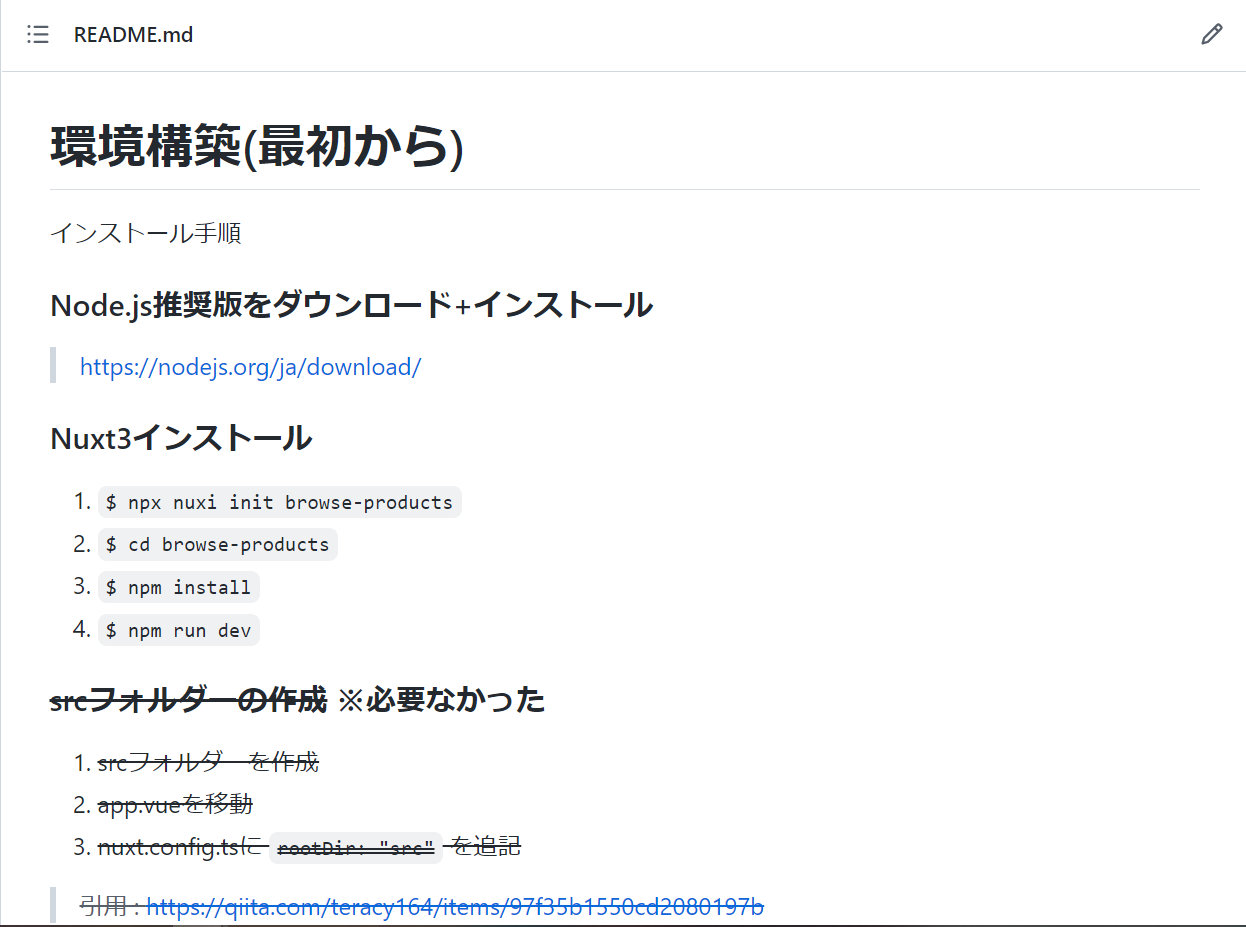 README.md
環境構築(最初から)
インストール手順
Node.js推奨版をダウンロード+インストール
https://nodejs.org/ja/download/
Nuxt3インストール
1. $ npx nuxi init browse-products
2. $ cd browse-products
3. $ npm install
4. $ npm run dev
srcフォルダーの作成 ※必要なかった
1. srcフォルダーを作成
2. app.vueを移動
3. nuxt.config.tsに rootDir: "src" を追記
引用 : https://qiita.com/teracy164/items/97f35b1550cd2080197b